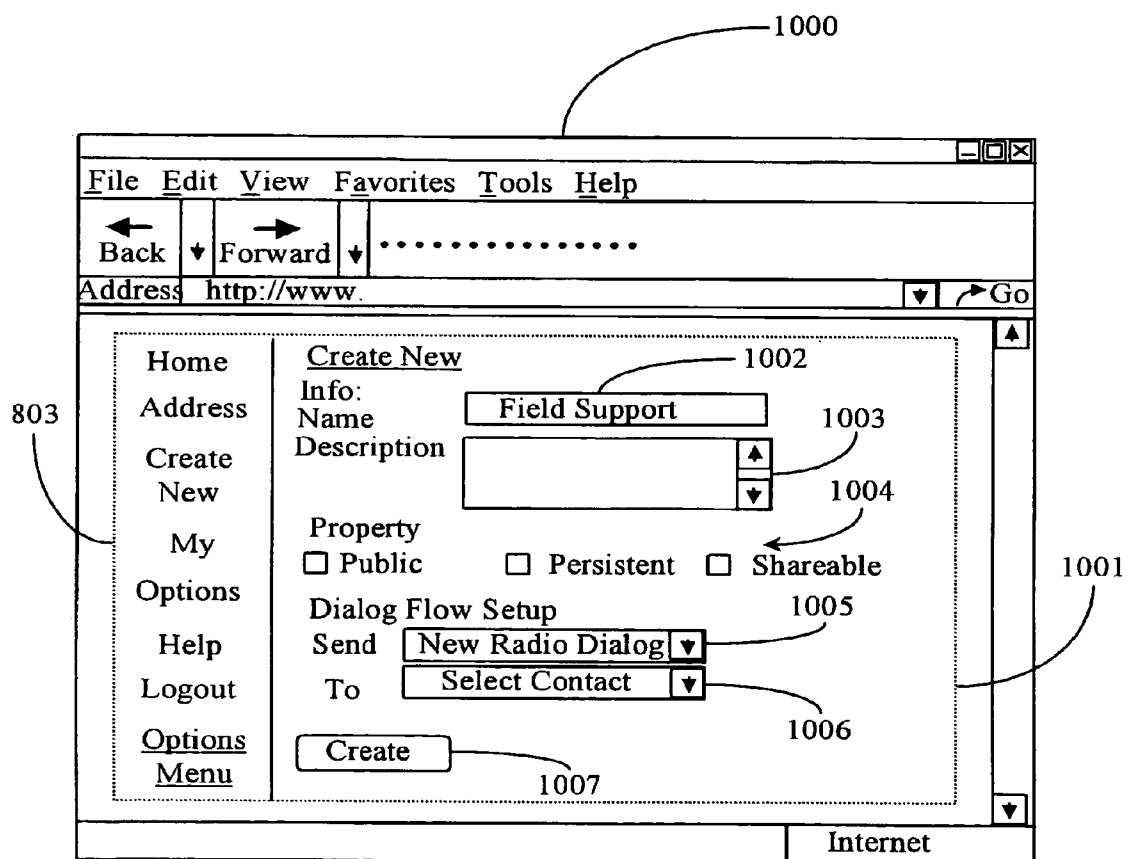 1000
File Edit View Favorites Tools Help
Back Forward ...............
Address http://www. Go
Home
Address
Create
New
My
Options
Help
Logout
Options
Menu
803
Create New
1002
Info:
Name Field Support
Description
1003
1004
Property
Public Persistent Shareable
1001
Dialog Flow Setup
1005
Send New Radio Dialog
To Select Contact
1006
Create
1007
Internet